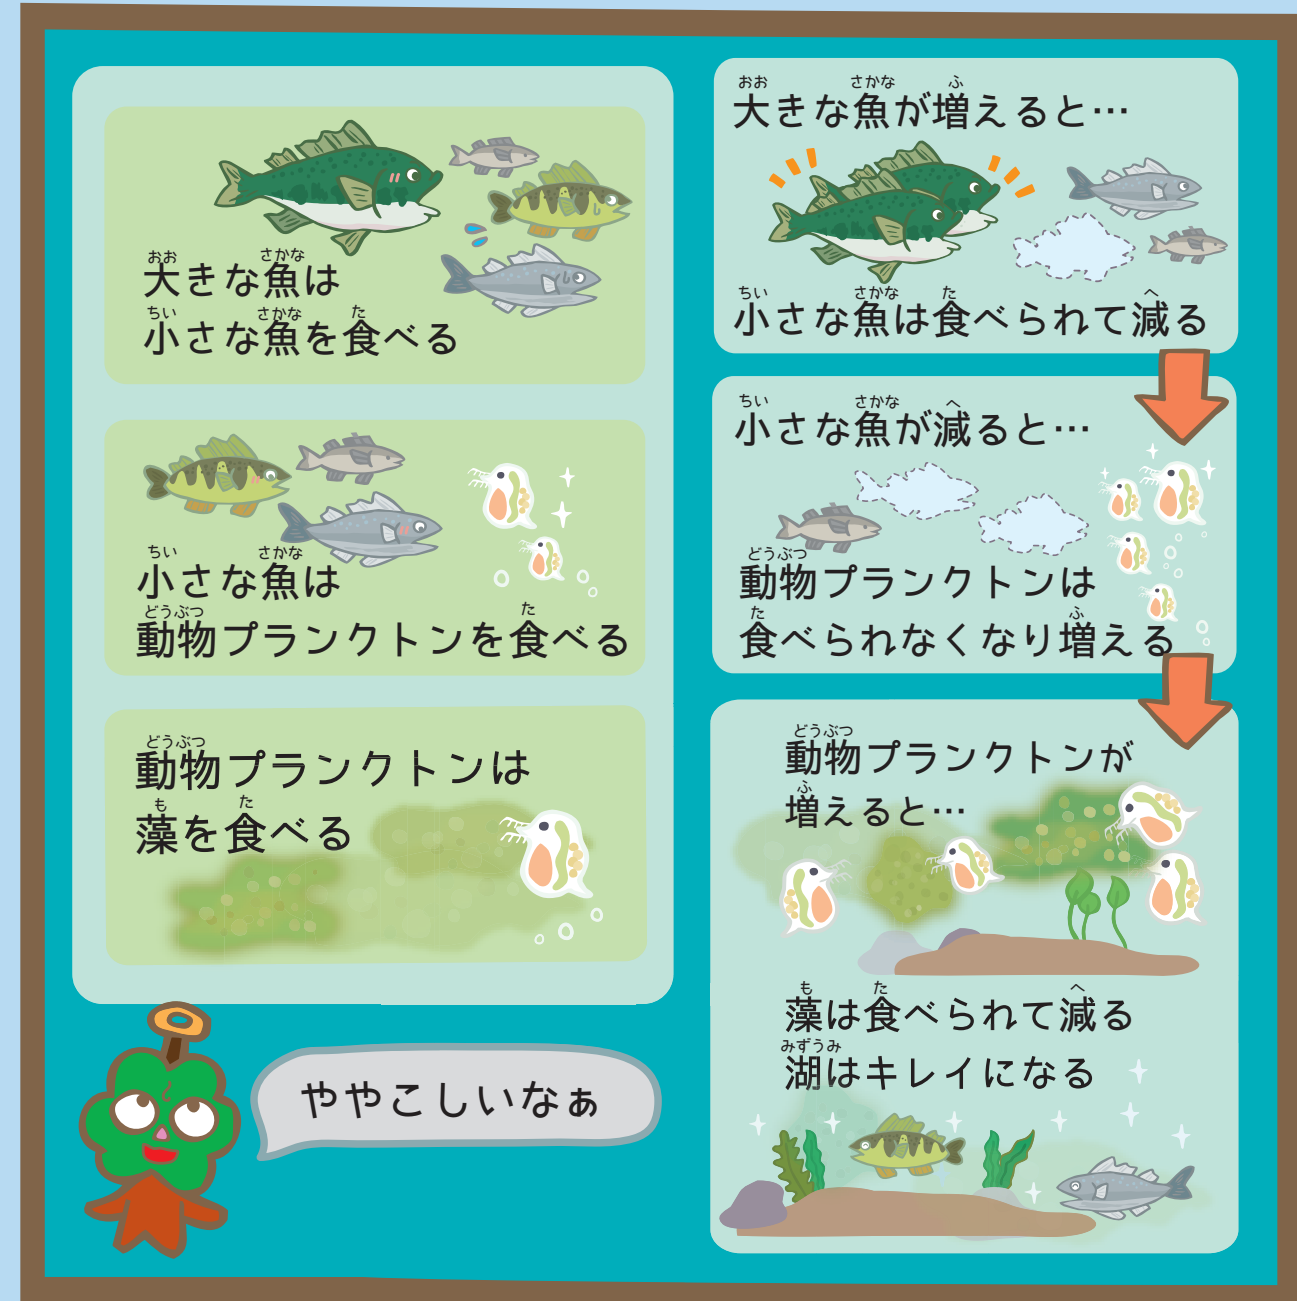 大きな魚は
小さな魚を食べる
小さな魚は
動物プランクトンを食べる
動物プランクトンは
藻を食べる
ややこしいなぁ
大きな魚が増えると…
小さな魚は食べられて減る
小さな魚が減ると…
動物プランクトンは
食べられなくなり増える
動物プランクトンが
増えると…
藻は食べられて減る
湖はキレイになる